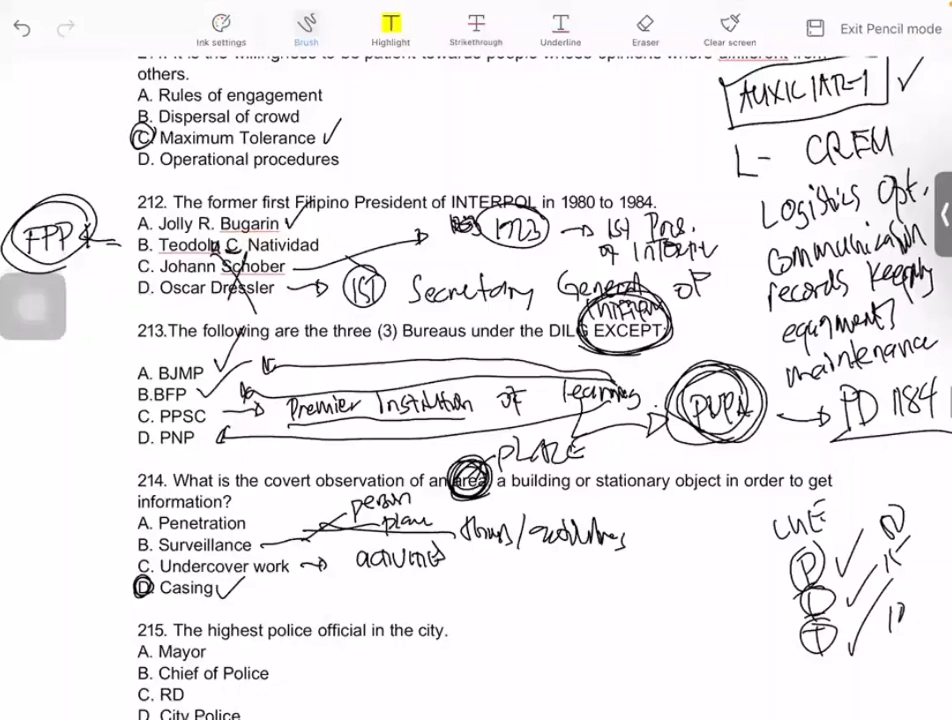 Ink settings
Brush
Highlight
Strikethrough
Underline
Eraser
Clear screen
Exit Pencil mode
others.
A. Rules of engagement
B. Dispersal of crowd
C. Maximum Tolerance
D. Operational procedures
AUXILIARY
L- CREM
Logistics Opt.
communication
records keeping
equipment
maintenance
212. The former first Filipino President of INTERPOL in 1980 to 1984.
A. Jolly R. Bugarin
B. Teodolu C. Natividad
C. Johann Schober
D. Oscar Dressler
1923
1st Pres.
of Interpol
1st Secretary General of
213.The following are the three (3) Bureaus under the DILG EXCEPT:
A. BJMP
B.BFP
C. PPSC
D. PNP
Premier Institution of learning
PD 1184
PLACE
214. What is the covert observation of an area, a building or stationary object in order to get
information?
A. Penetration
B. Surveillance
C. Undercover work
D. Casing
person
place
activities
P
T
215. The highest police official in the city.
A. Mayor
B. Chief of Police
C. RD
D. City Police